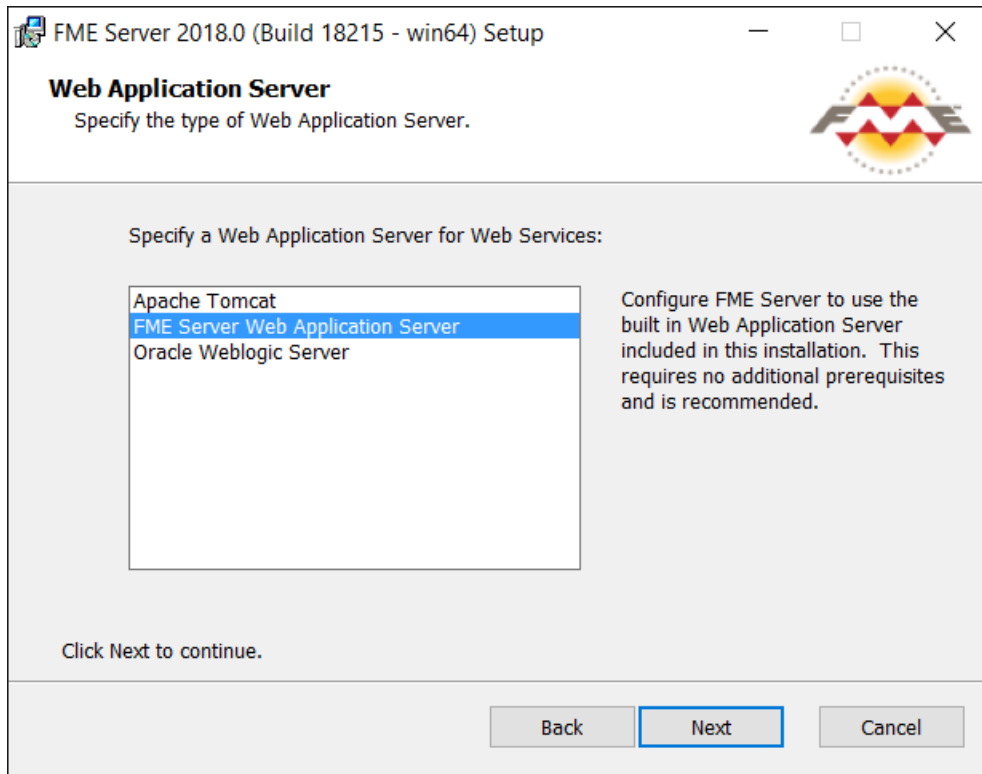 FME Server 2018.0 (Build 18215 - win64) Setup
Web Application Server
Specify the type of Web Application Server.
FME
Specify a Web Application Server for Web Services:
Apache Tomcat
FME Server Web Application Server
Oracle Weblogic Server
Configure FME Server to use the
built in Web Application Server
included in this installation.  This
requires no additional prerequisites
and is recommended.
Click Next to continue.
Back
Next
Cancel